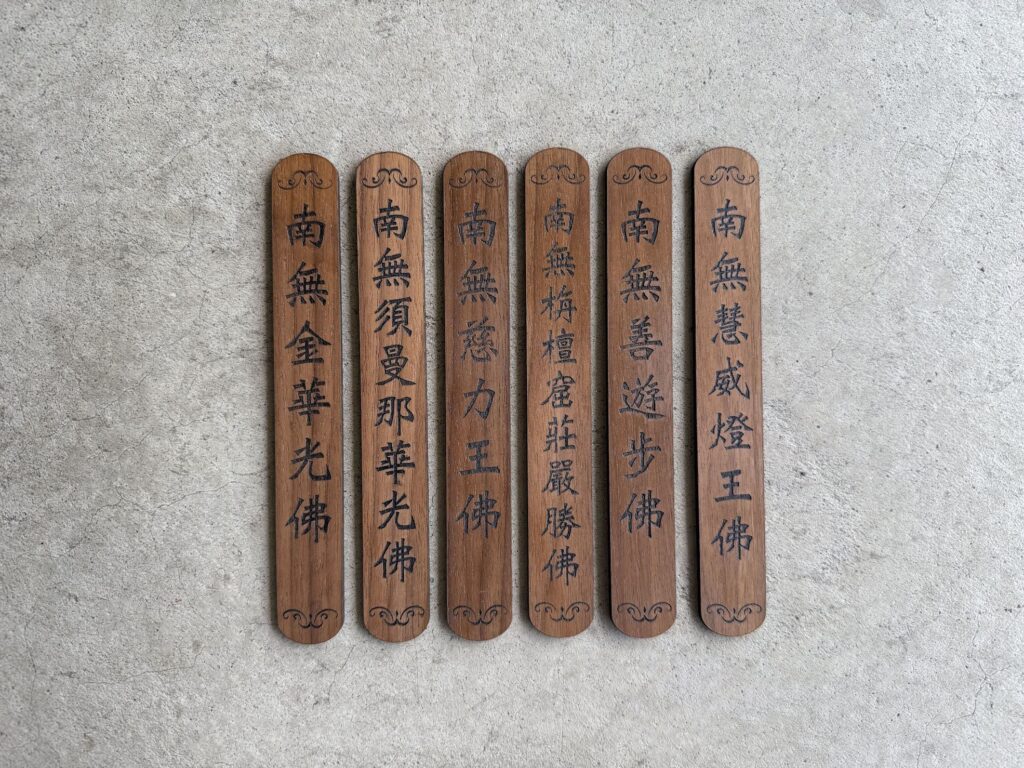 南無慧威燈王佛
南無善遊步佛
南無栴檀窟莊嚴勝佛
南無慈力王佛
南無須曼那華光佛
南無金華光佛